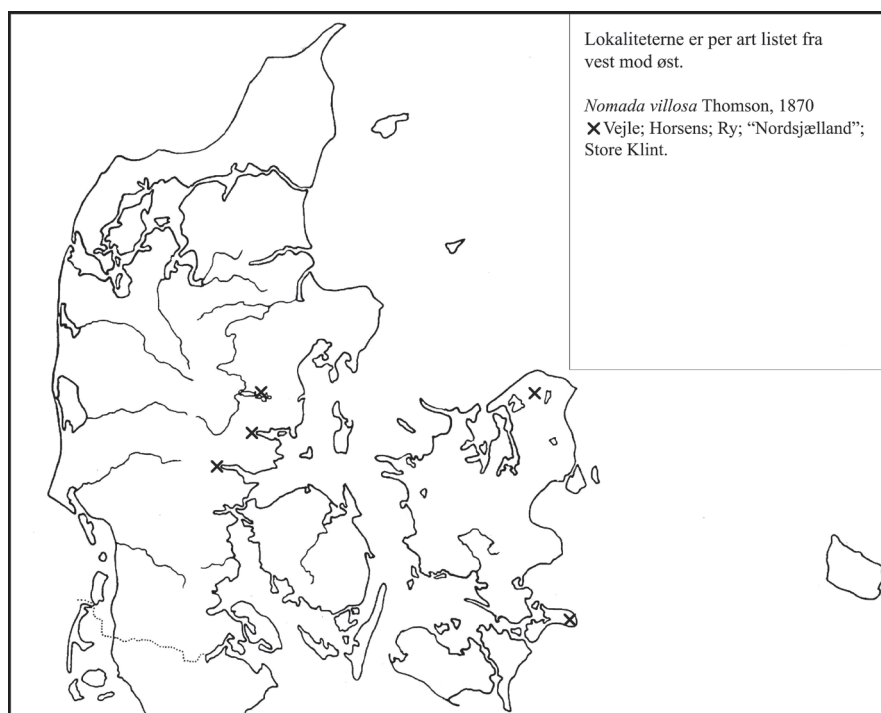 Lokaliteterne er per art listet fra
vest mod øst.
Nomada villosa Thomson, 1870
✕ Vejle; Horsens; Ry; “Nordsjælland”;
Store Klint.